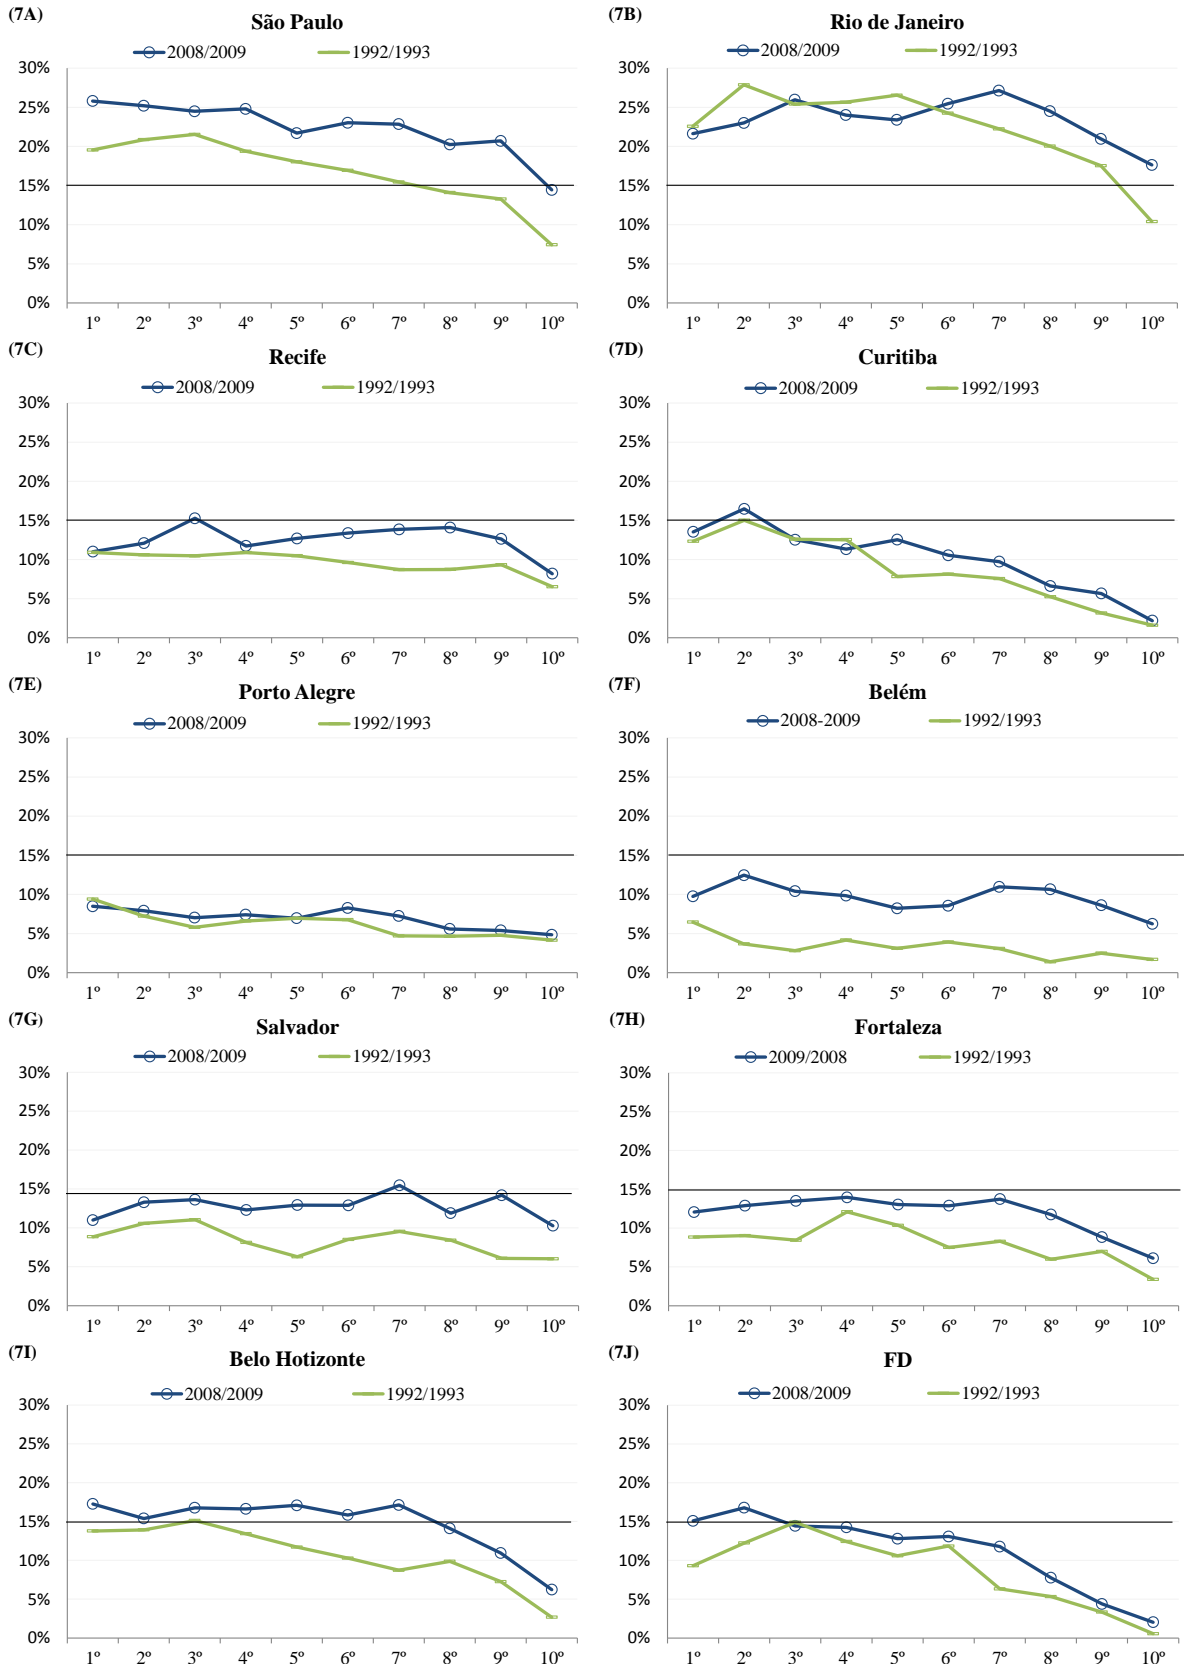 (7A)
São Paulo
2008/2009 1992/1993
30%
25%
20%
15%
10%
5%
0%
1º 2º 3º 4º 5º 6º 7º 8º 9º 10º
(7B)
Rio de Janeiro
2008/2009 1992/1993
30%
25%
20%
15%
10%
5%
0%
1º 2º 3º 4º 5º 6º 7º 8º 9º 10º
(7C)
Recife
2008/2009 1992/1993
30%
25%
20%
15%
10%
5%
0%
1º 2º 3º 4º 5º 6º 7º 8º 9º 10º
(7D)
Curitiba
2008/2009 1992/1993
30%
25%
20%
15%
10%
5%
0%
1º 2º 3º 4º 5º 6º 7º 8º 9º 10º
(7E)
Porto Alegre
2008/2009 1992/1993
30%
25%
20%
15%
10%
5%
0%
1º 2º 3º 4º 5º 6º 7º 8º 9º 10º
(7F)
Belém
2008-2009 1992/1993
30%
25%
20%
15%
10%
5%
0%
1º 2º 3º 4º 5º 6º 7º 8º 9º 10º
(7G)
Salvador
2008/2009 1992/1993
30%
25%
20%
15%
10%
5%
0%
1º 2º 3º 4º 5º 6º 7º 8º 9º 10º
(7H)
Fortaleza
2009/2008 1992/1993
30%
25%
20%
15%
10%
5%
0%
1º 2º 3º 4º 5º 6º 7º 8º 9º 10º
(7I)
Belo Hotizonte
2008/2009 1992/1993
30%
25%
20%
15%
10%
5%
0%
1º 2º 3º 4º 5º 6º 7º 8º 9º 10º
(7J)
FD
2008/2009 1992/1993
30%
25%
20%
15%
10%
5%
0%
1º 2º 3º 4º 5º 6º 7º 8º 9º 10º